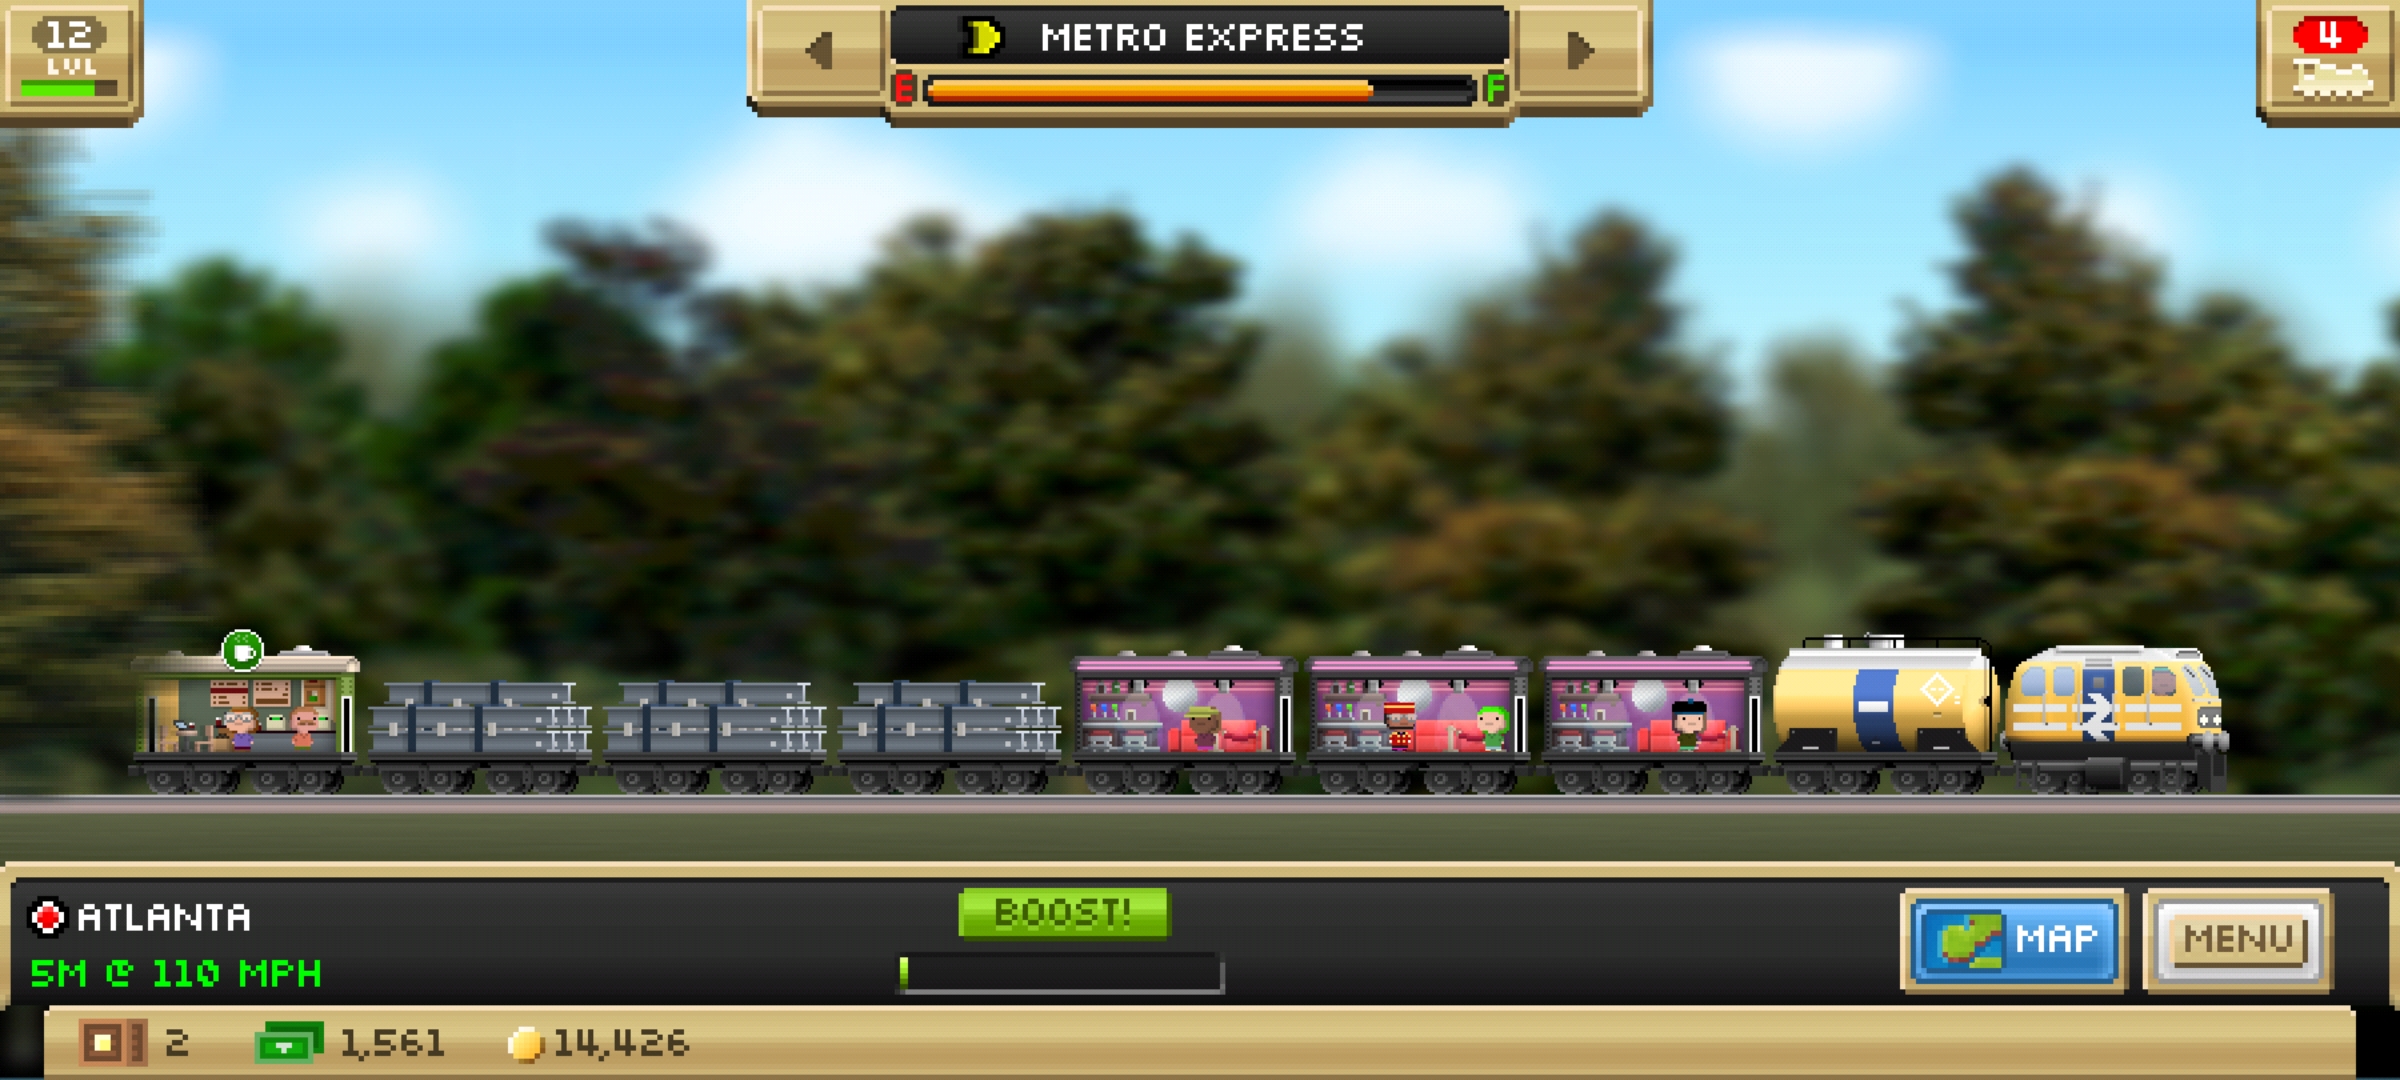 12
LVL
METRO EXPRESS
E
F
4
ATLANTA
5M @ 110 MPH
BOOST!
MAP
MENU
2
1,561
14,426